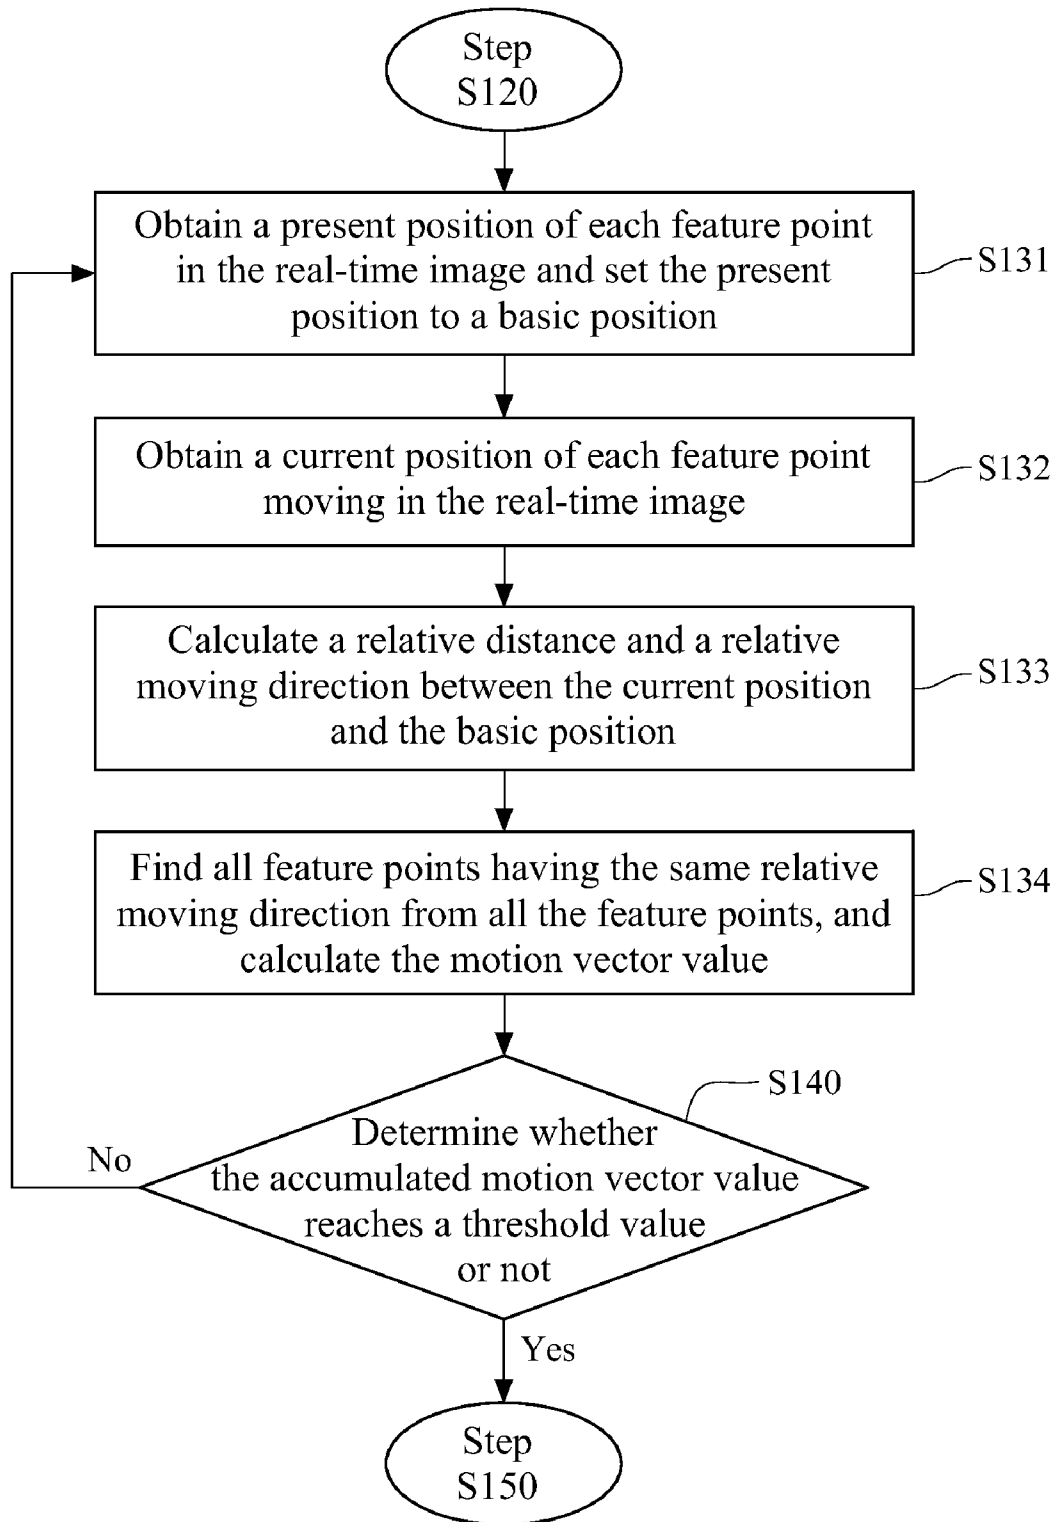 Step
S120
Obtain a present position of each feature point
in the real-time image and set the present
position to a basic position
S131
Obtain a current position of each feature point
moving in the real-time image
S132
Calculate a relative distance and a relative
moving direction between the current position
and the basic position
S133
Find all feature points having the same relative
moving direction from all the feature points, and
calculate the motion vector value
S134
S140
Determine whether
the accumulated motion vector value
reaches a threshold value
or not
No
Yes
Step
S150